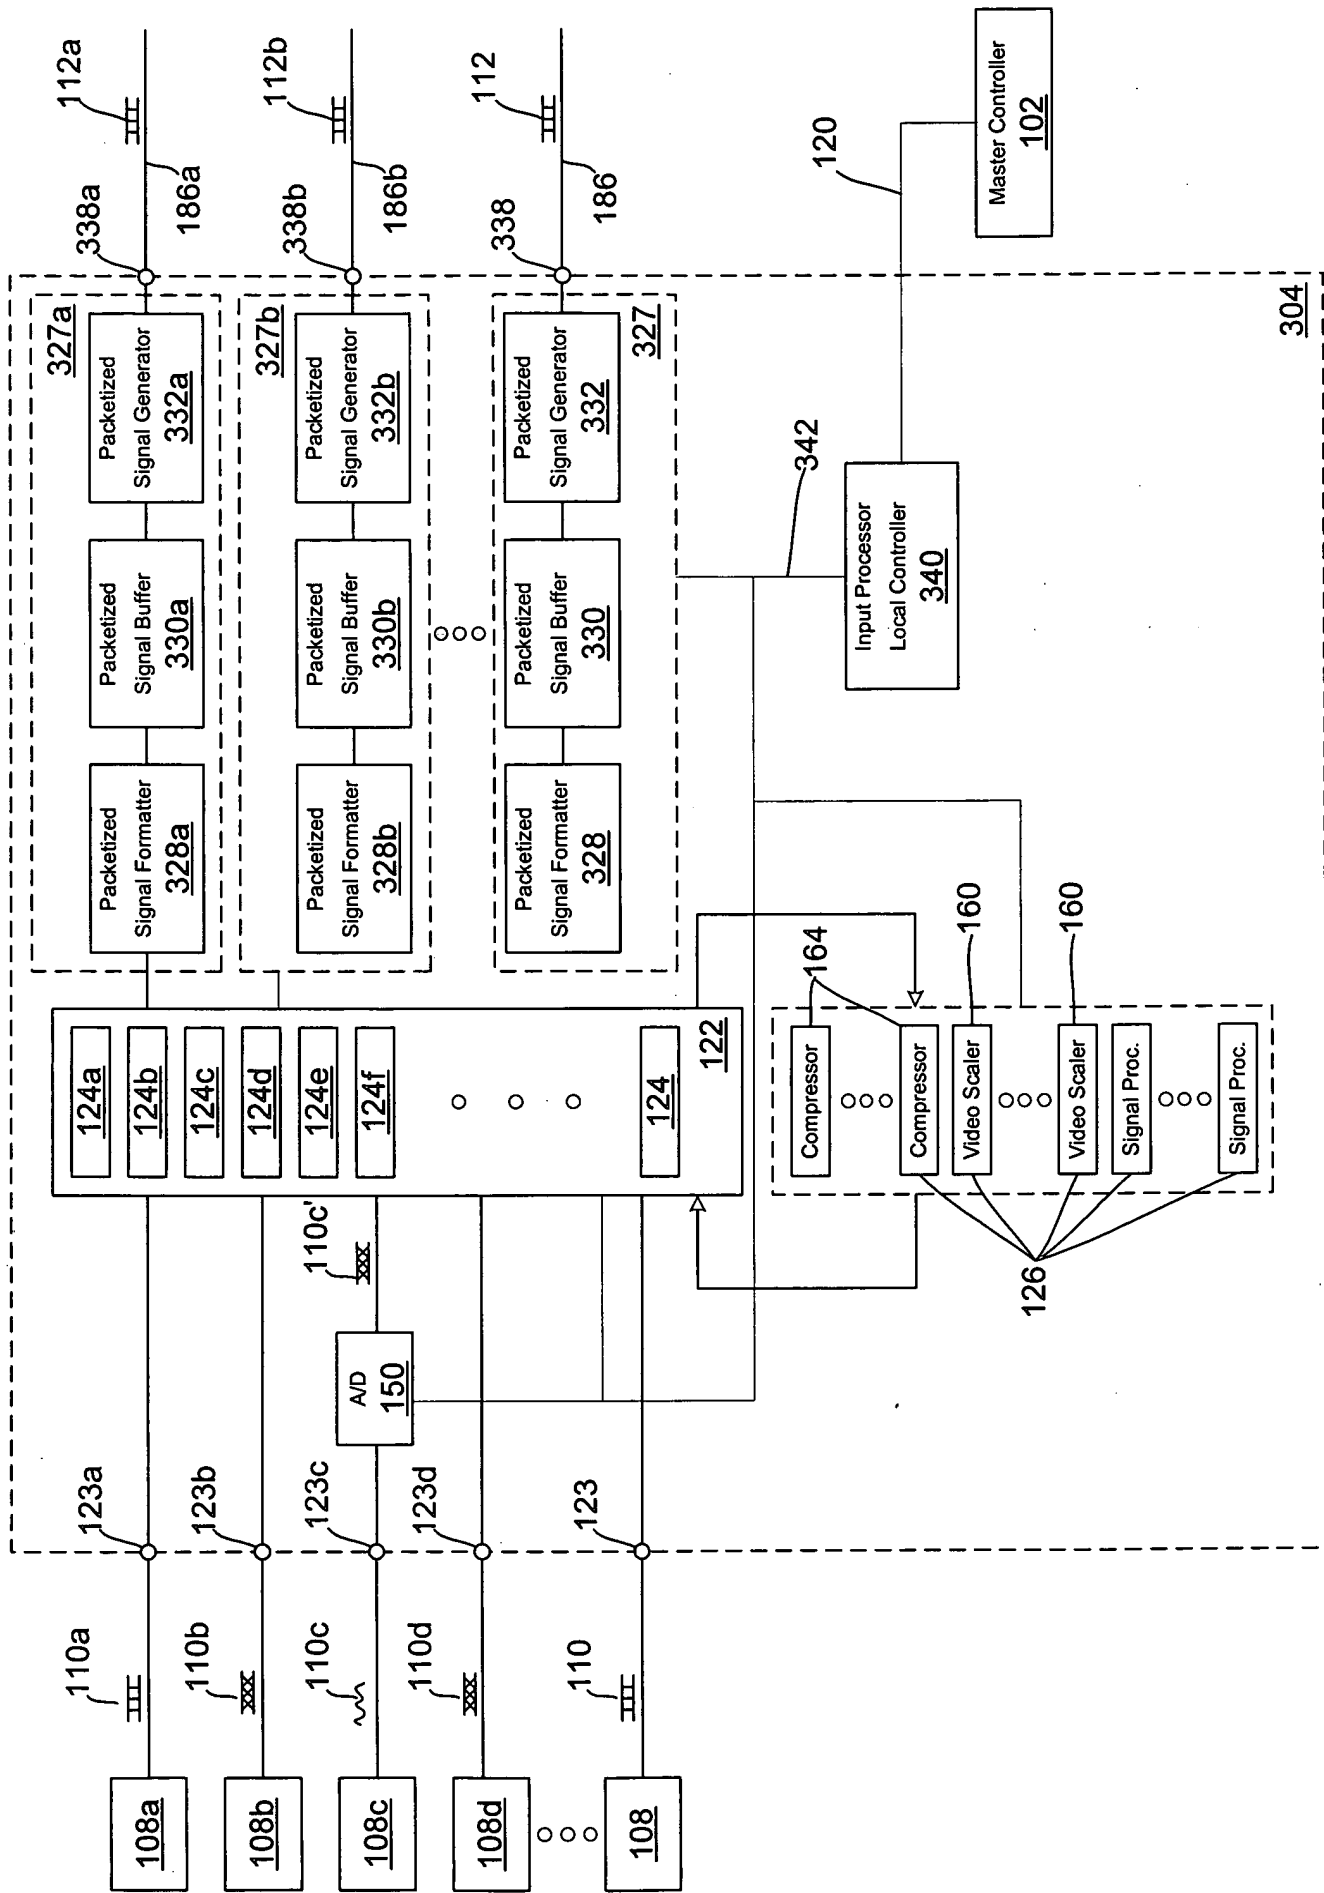 112a
186a
338a
112b
186b
338b
112
186
338
120
Master Controller
102
304
327a
Packetized
Signal Formatter
328a
Packetized
Signal Buffer
330a
Packetized
Signal Generator
332a
327b
Packetized
Signal Formatter
328b
Packetized
Signal Buffer
330b
Packetized
Signal Generator
332b
327
Packetized
Signal Formatter
328
Packetized
Signal Buffer
330
Packetized
Signal Generator
332
342
Input Processor
Local Controller
340
124a
124b
124c
124d
124e
124f
124
122
164
160
160
Compressor
Compressor
Video Scaler
Video Scaler
Signal Proc.
Signal Proc.
126
110c'
A/D
150
123a
123b
123c
123d
123
110a
110b
110c
110d
110
108a
108b
108c
108d
108